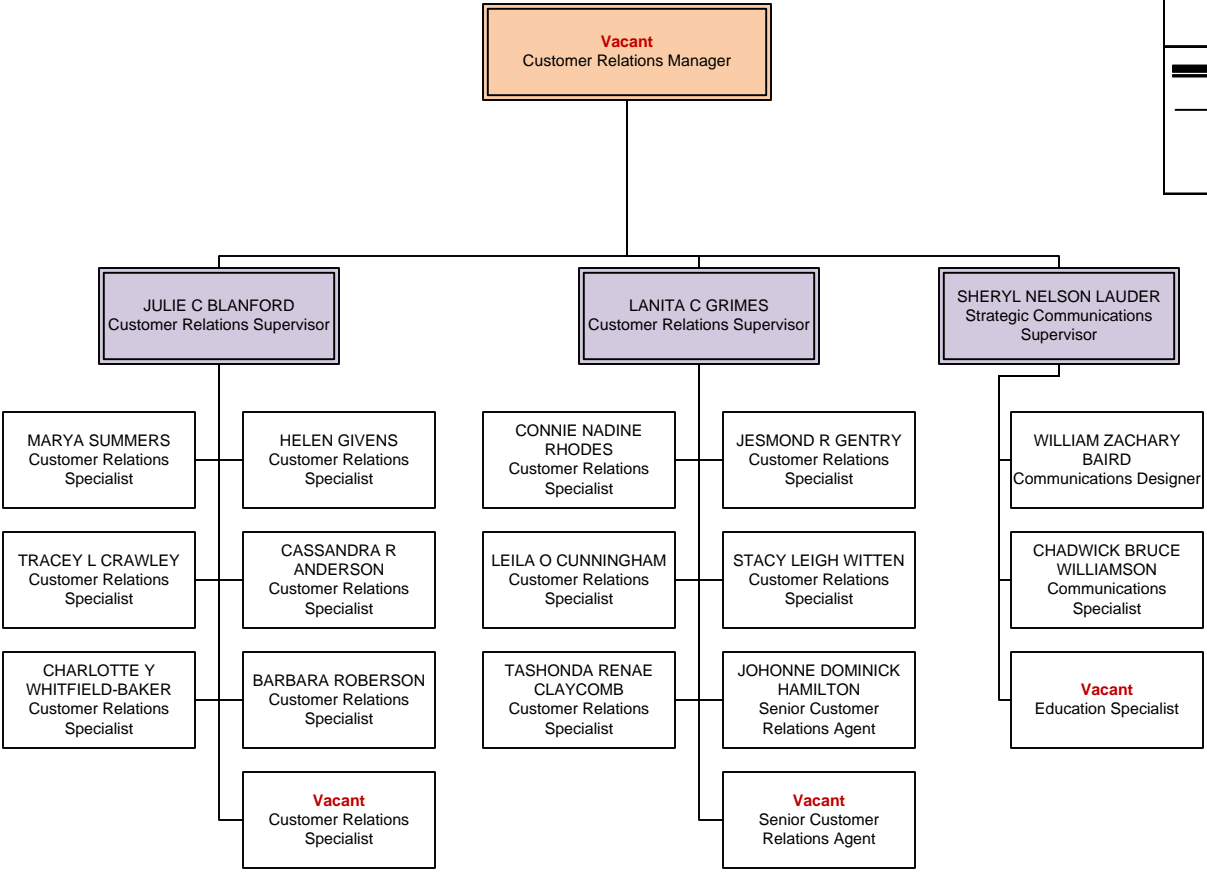 Vacant
Customer Relations Manager
JULIE C BLANFORD
Customer Relations Supervisor
LANITA C GRIMES
Customer Relations Supervisor
SHERYL NELSON LAUDER
Strategic Communications
Supervisor
MARYA SUMMERS
Customer Relations
Specialist
HELEN GIVENS
Customer Relations
Specialist
CONNIE NADINE
RHODES
Customer Relations
Specialist
JESMOND R GENTRY
Customer Relations
Specialist
WILLIAM ZACHARY
BAIRD
Communications Designer
TRACEY L CRAWLEY
Customer Relations
Specialist
CASSANDRA R
ANDERSON
Customer Relations
Specialist
LEILA O CUNNINGHAM
Customer Relations
Specialist
STACY LEIGH WITTEN
Customer Relations
Specialist
CHADWICK BRUCE
WILLIAMSON
Communications
Specialist
CHARLOTTE Y
WHITFIELD-BAKER
Customer Relations
Specialist
BARBARA ROBERSON
Customer Relations
Specialist
TASHONDA RENAE
CLAYCOMB
Customer Relations
Specialist
JOHONNE DOMINICK
HAMILTON
Senior Customer
Relations Agent
Vacant
Education Specialist
Vacant
Customer Relations
Specialist
Vacant
Senior Customer
Relations Agent